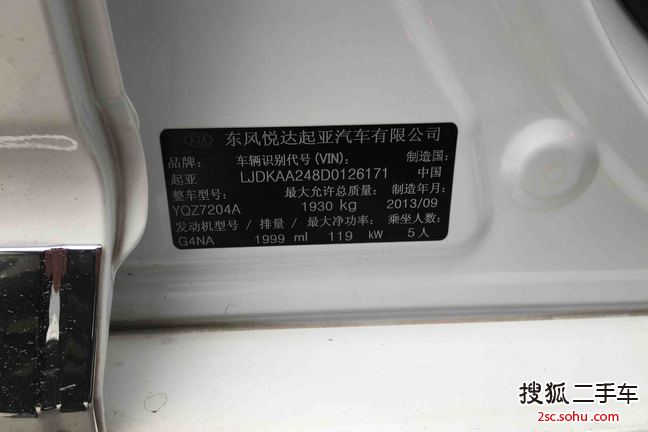 KIA 东风悦达起亚汽车有限公司
品牌: 车辆识别代号(VIN): 制造国:
起亚 LJDKAA248D0126171 中国
整车型号: 最大允许总质量: 制造年月:
YQZ7204A 1930 kg 2013/09
发动机型号 / 排量 / 最大净功率: 乘坐人数:
G4NA 1999 ml 119 kW 5人
搜狐 二手车
2sc.sohu.com